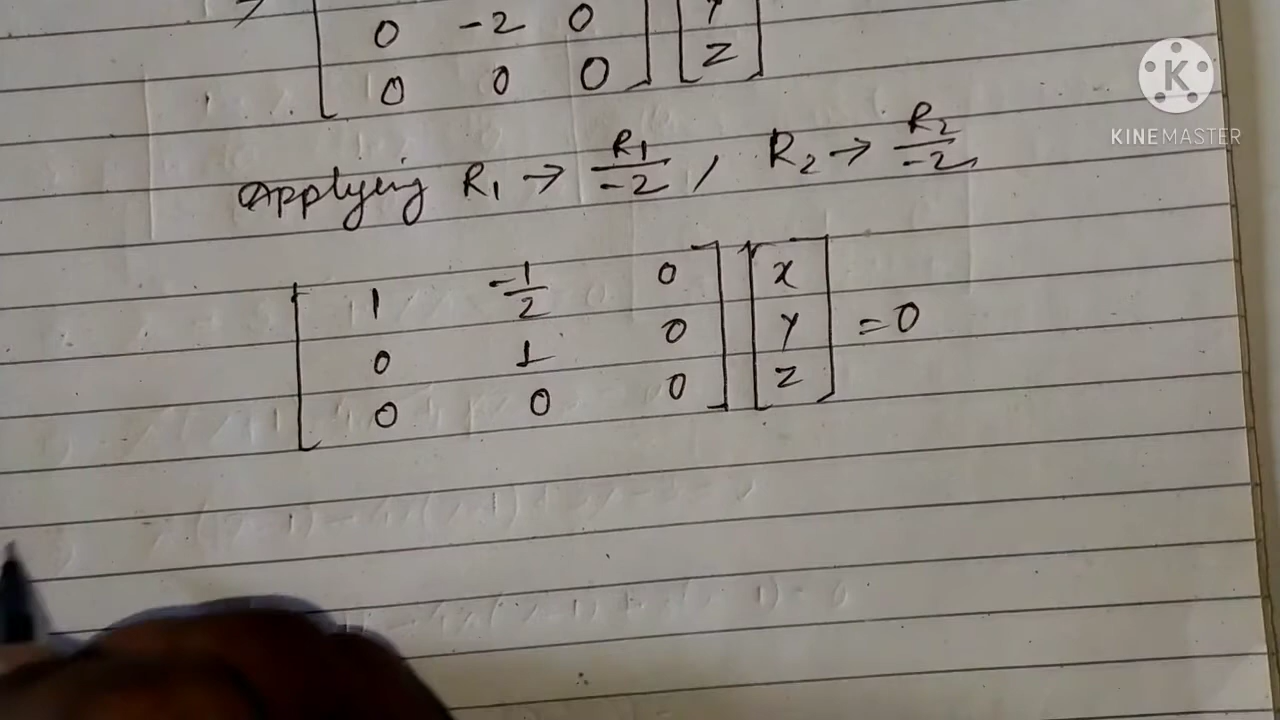 0 -2 0 Y
0 0 0 Z
Applying R1 → R1/-2, R2 → R2/-2
1 -1/2 0 x
0 1 0 y = 0
0 0 0 z
K
KINEMASTER